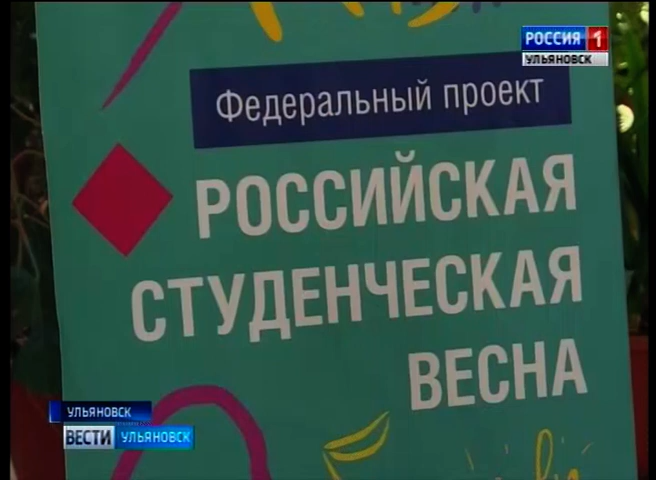 РОССИЯ 1
УЛЬЯНОВСК
Федеральный проект
РОССИЙСКАЯ
СТУДЕНЧЕСКАЯ
ВЕСНА
УЛЬЯНОВСК
ВЕСТИ УЛЬЯНОВСК